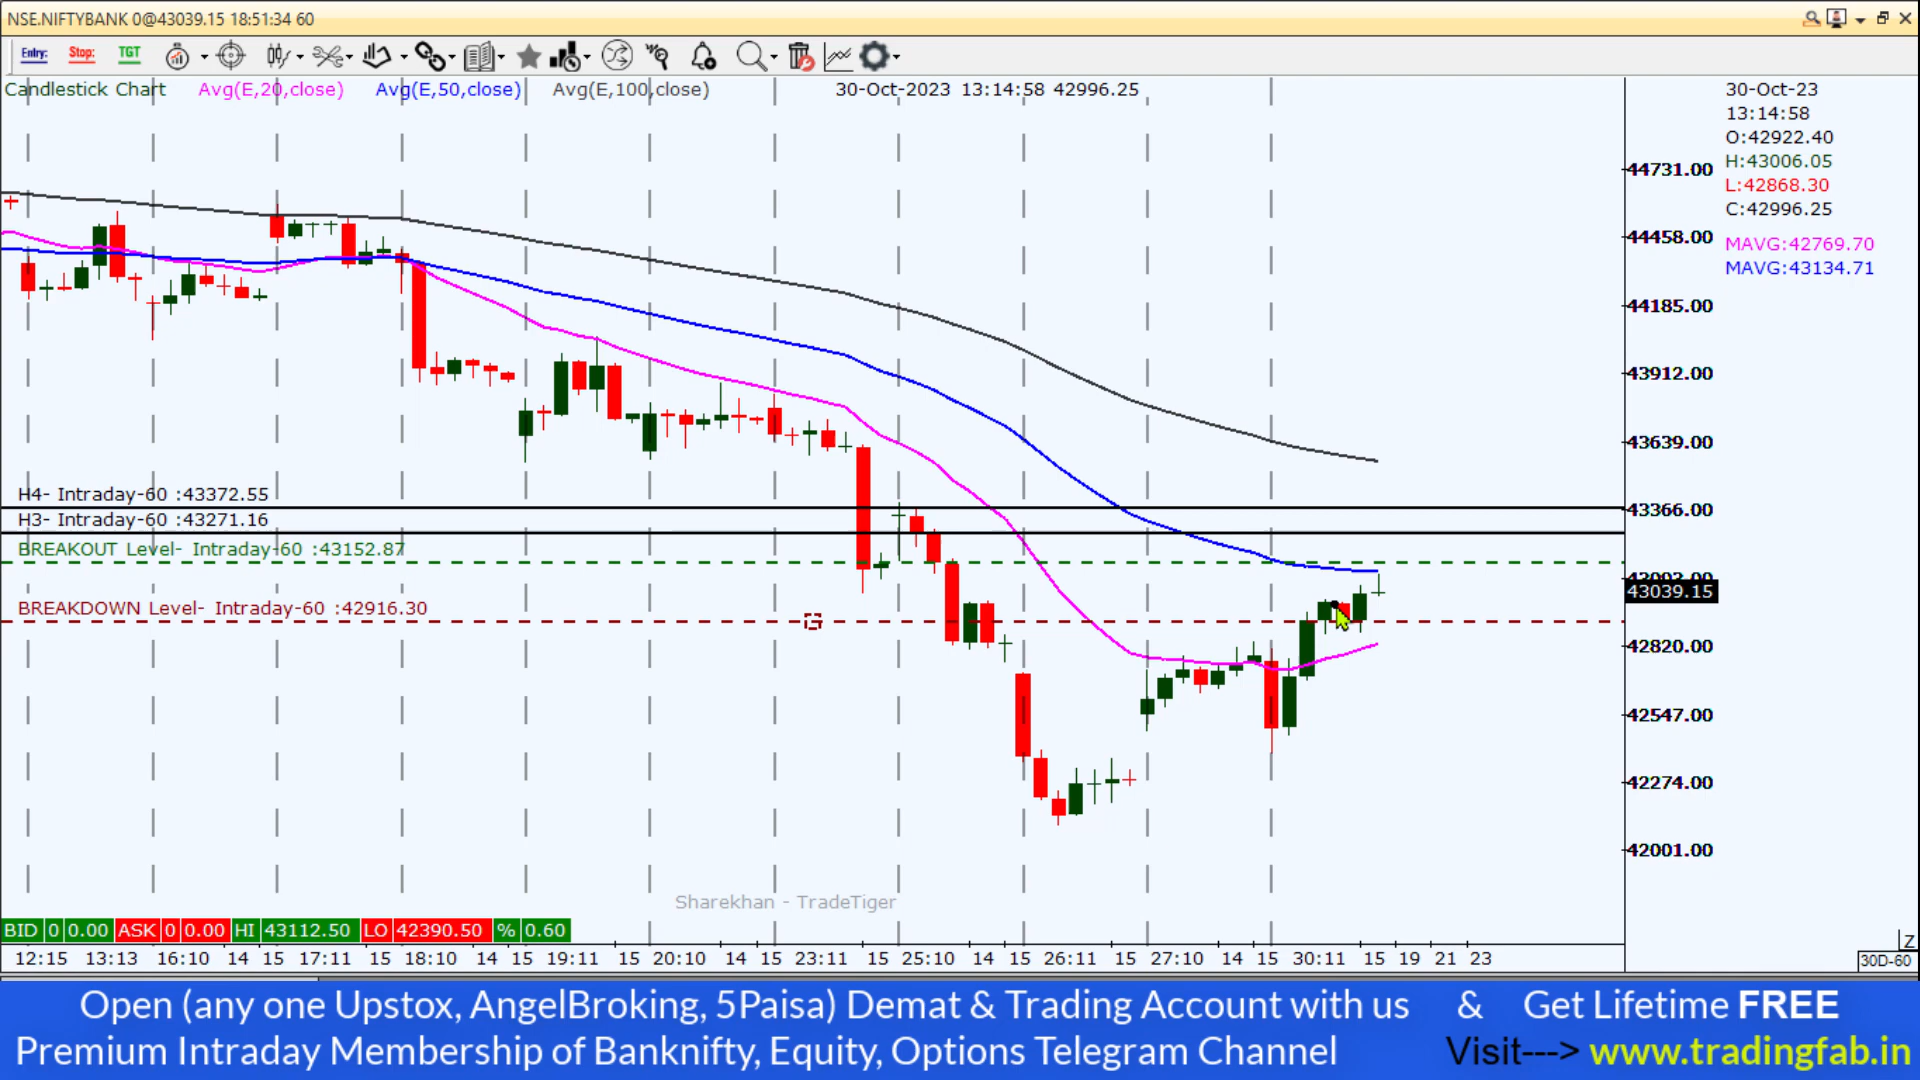 NSE.NIFTYBANK 0@43039.15 18:51:34 60
Entry: Stop: TGT
Candlestick Chart Avg(E,20,close) Avg(E,50,close) Avg(E,100,close) 30-Oct-2023 13:14:58 42996.25
30-Oct-23
13:14:58
O:42922.40
H:43006.05
L:42868.30
C:42996.25
MAVG:42769.70
MAVG:43134.71
44731.00
44458.00
44185.00
43912.00
43639.00
43366.00
43093.00
43039.15
42820.00
42547.00
42274.00
42001.00
H4- Intraday-60 :43372.55
H3- Intraday-60 :43271.16
BREAKOUT Level- Intraday-60 :43152.87
BREAKDOWN Level- Intraday-60 :42916.30
Sharekhan - TradeTiger
BID 0 0.00 ASK 0 0.00 HI 43112.50 LO 42390.50 % 0.60
Z
12:15 13:13 16:10 14 15 17:11 15 18:10 14 15 19:11 15 20:10 14 15 23:11 15 25:10 14 15 26:11 15 27:10 14 15 30:11 15 19 21 23
30D-60
Open (any one Upstox, AngelBroking, 5Paisa) Demat & Trading Account with us & Get Lifetime FREE
Premium Intraday Membership of Banknifty, Equity, Options Telegram Channel Visit---> www.tradingfab.in